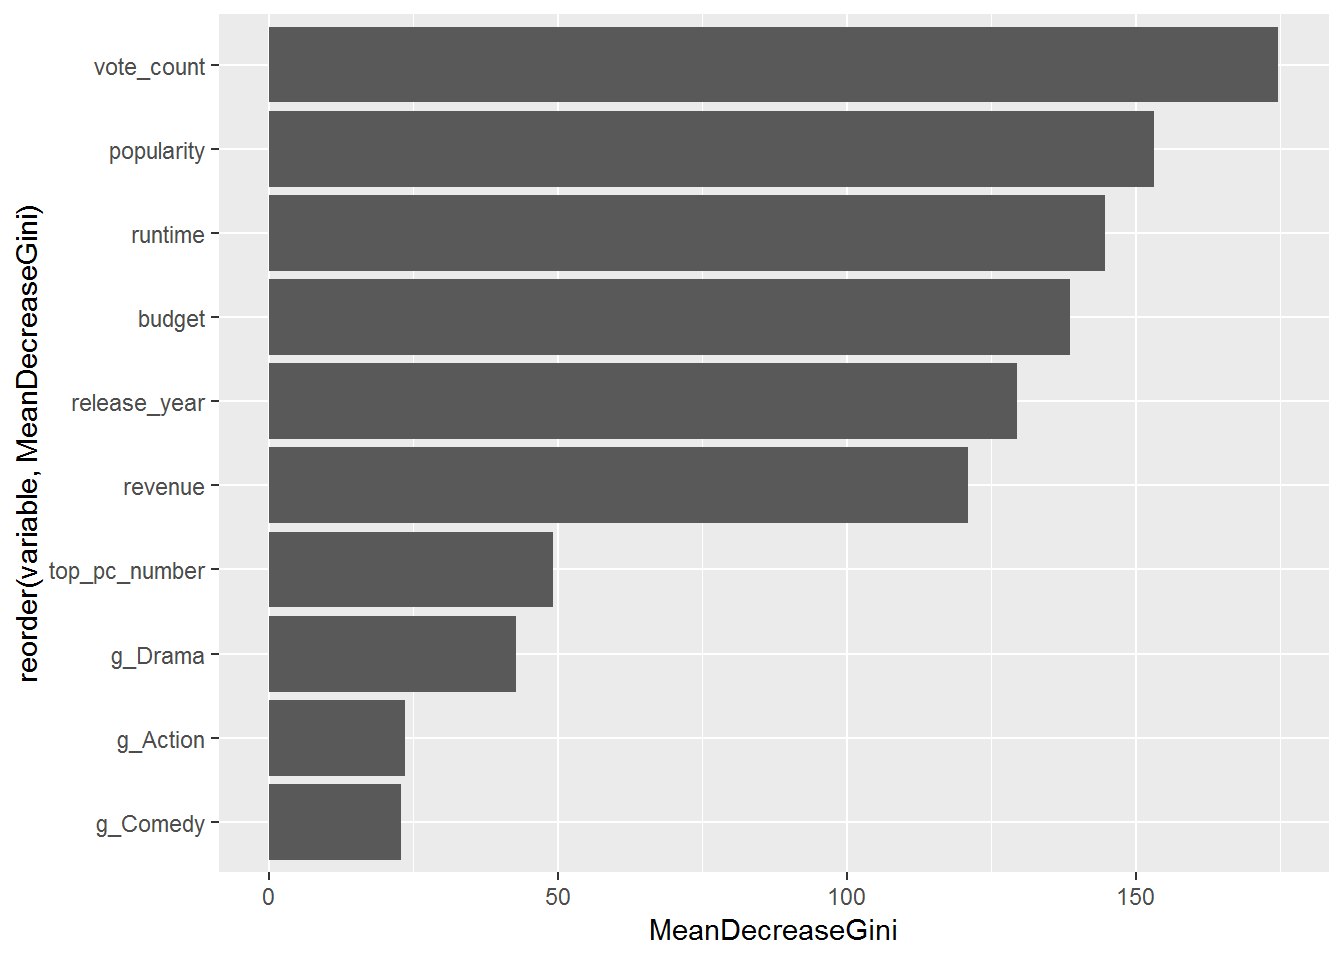 reorder(variable, MeanDecreaseGini)
vote_count
popularity
runtime
budget
release_year
revenue
top_pc_number
g_Drama
g_Action
g_Comedy
0 50 100 150
MeanDecreaseGini